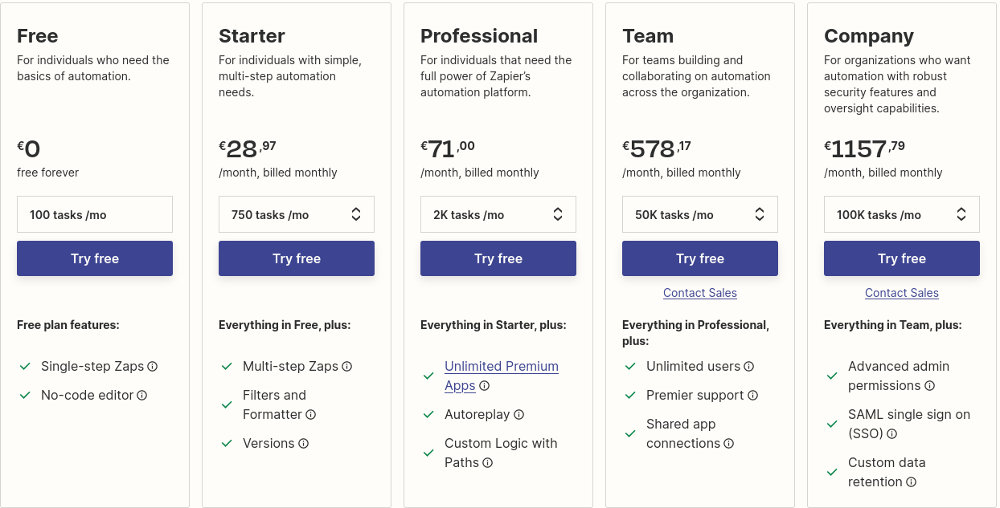 Free
For individuals who need the
basics of automation.
€0
free forever
100 tasks /mo
Try free
Free plan features:
Single-step Zaps
No-code editor
Starter
For individuals with simple,
multi-step automation
needs.
€28,97
/month, billed monthly
750 tasks /mo
Try free
Everything in Free, plus:
Multi-step Zaps
Filters and
Formatter
Versions
Professional
For individuals that need the
full power of Zapier’s
automation platform.
€71,00
/month, billed monthly
2K tasks /mo
Try free
Everything in Starter, plus:
Unlimited Premium
Apps
Autoreplay
Custom Logic with
Paths
Team
For teams building and
collaborating on automation
across the organization.
€578,17
/month, billed monthly
50K tasks /mo
Try free
Contact Sales
Everything in Professional,
plus:
Unlimited users
Premier support
Shared app
connections
Company
For organizations who want
automation with robust
security features and
oversight capabilities.
€1157,79
/month, billed monthly
100K tasks /mo
Try free
Contact Sales
Everything in Team, plus:
Advanced admin
permissions
SAML single sign on
(SSO)
Custom data
retention